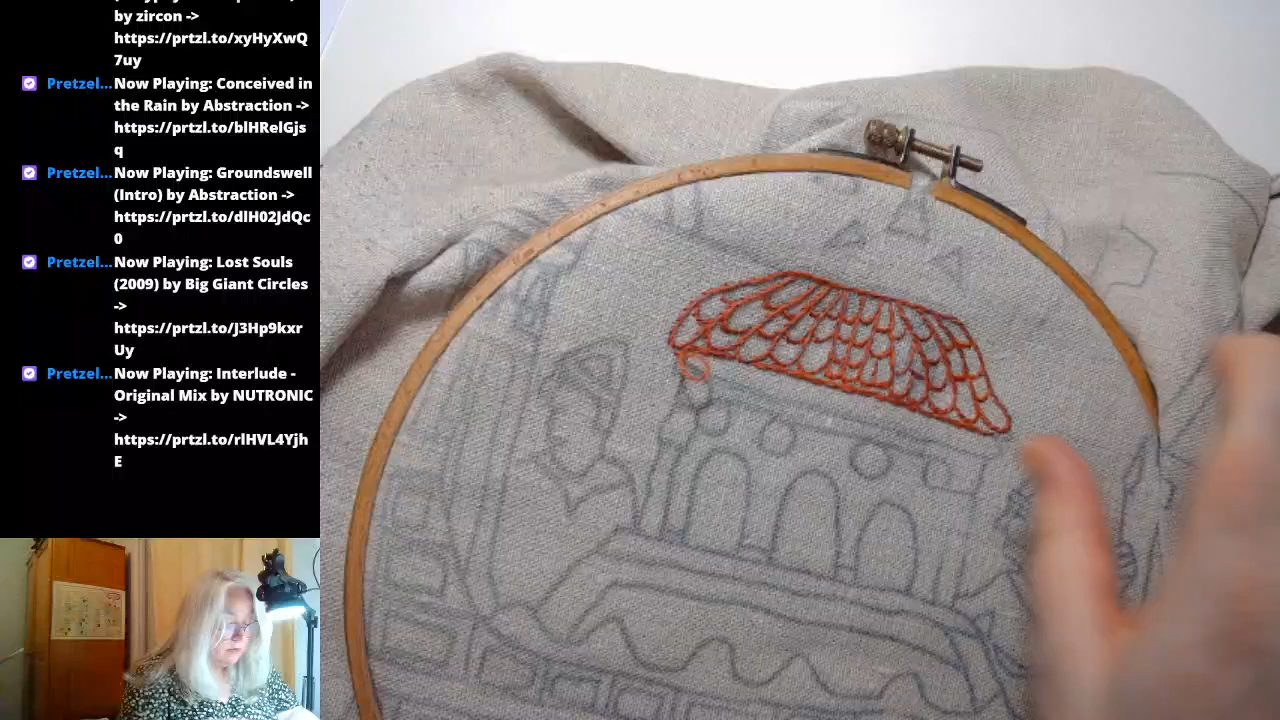 by zircon ->
https://prtzl.to/xyHyXwQ
7uy
Pretzel... Now Playing: Conceived in
the Rain by Abstraction ->
https://prtzl.to/blHRelGjs
q
Pretzel... Now Playing: Groundswell
(Intro) by Abstraction ->
https://prtzl.to/dlH02JdQc
0
Pretzel... Now Playing: Lost Souls
(2009) by Big Giant Circles
->
https://prtzl.to/J3Hp9kxr
Uy
Pretzel... Now Playing: Interlude -
Original Mix by NUTRONIC
->
https://prtzl.to/rlHVL4Yjh
E